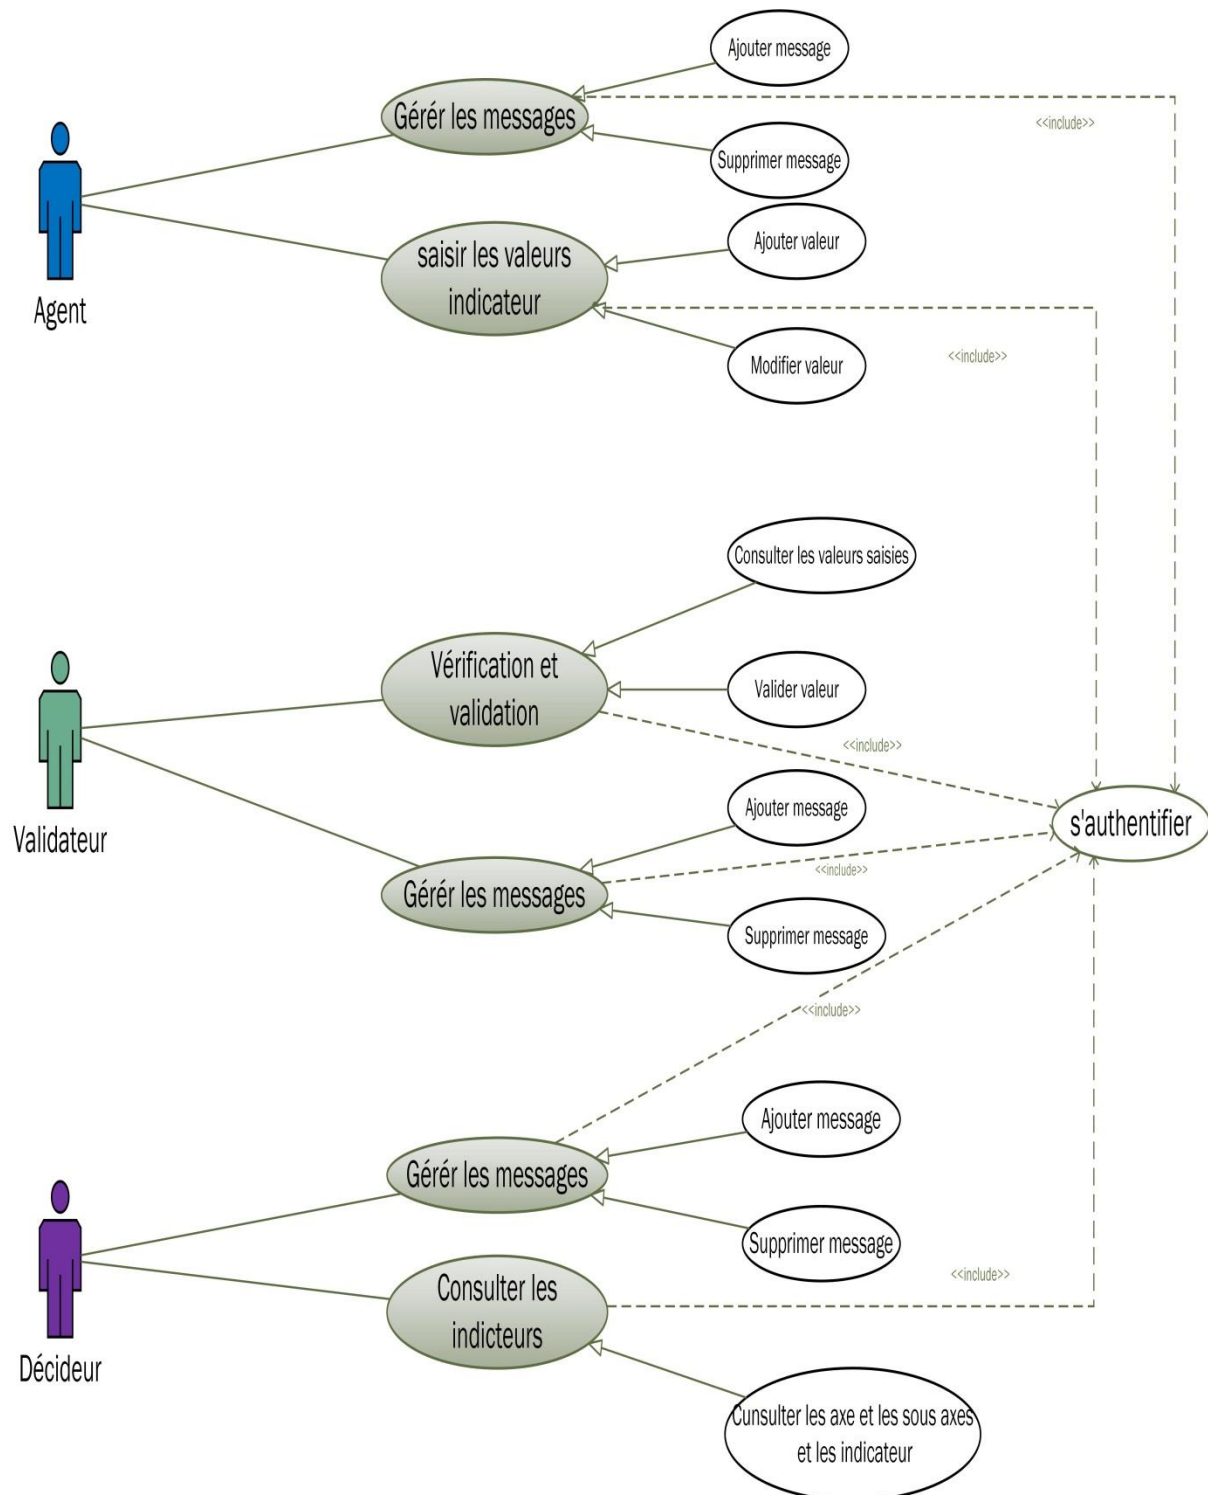 Ajouter message
Gérér les messages
<<include>>
Supprimer message
saisir les valeurs
indicateur
Ajouter valeur
Agent
<<include>>
Modifier valeur
Consulter les valeurs saisies
Vérification et
validation
Valider valeur
<<include>>
Validateur
Ajouter message
s'authentifier
<<include>>
Gérér les messages
Supprimer message
<<include>>
Ajouter message
Gérér les messages
Supprimer message
<<include>>
Consulter les
indicteurs
Décideur
Cunsulter les axe et les sous axes
et les indicateur